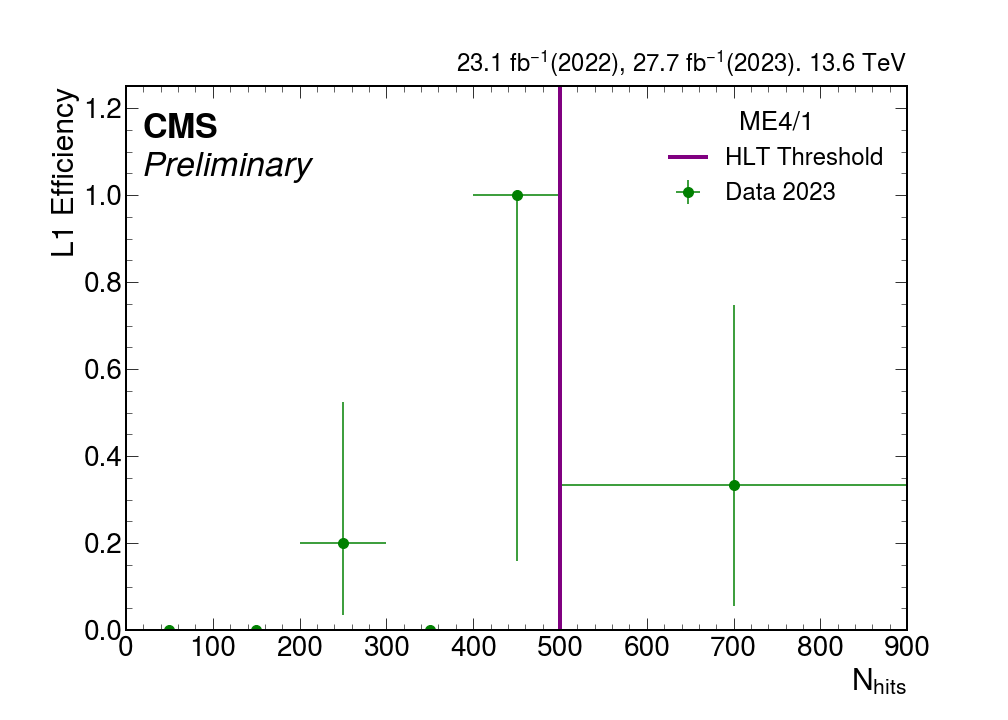 23.1 fb⁻¹(2022), 27.7 fb⁻¹(2023). 13.6 TeV
CMS
Preliminary
ME4/1
HLT Threshold
Data 2023
L1 Efficiency
1.2
1.0
0.8
0.6
0.4
0.2
0.0
0 100 200 300 400 500 600 700 800 900
N_hits